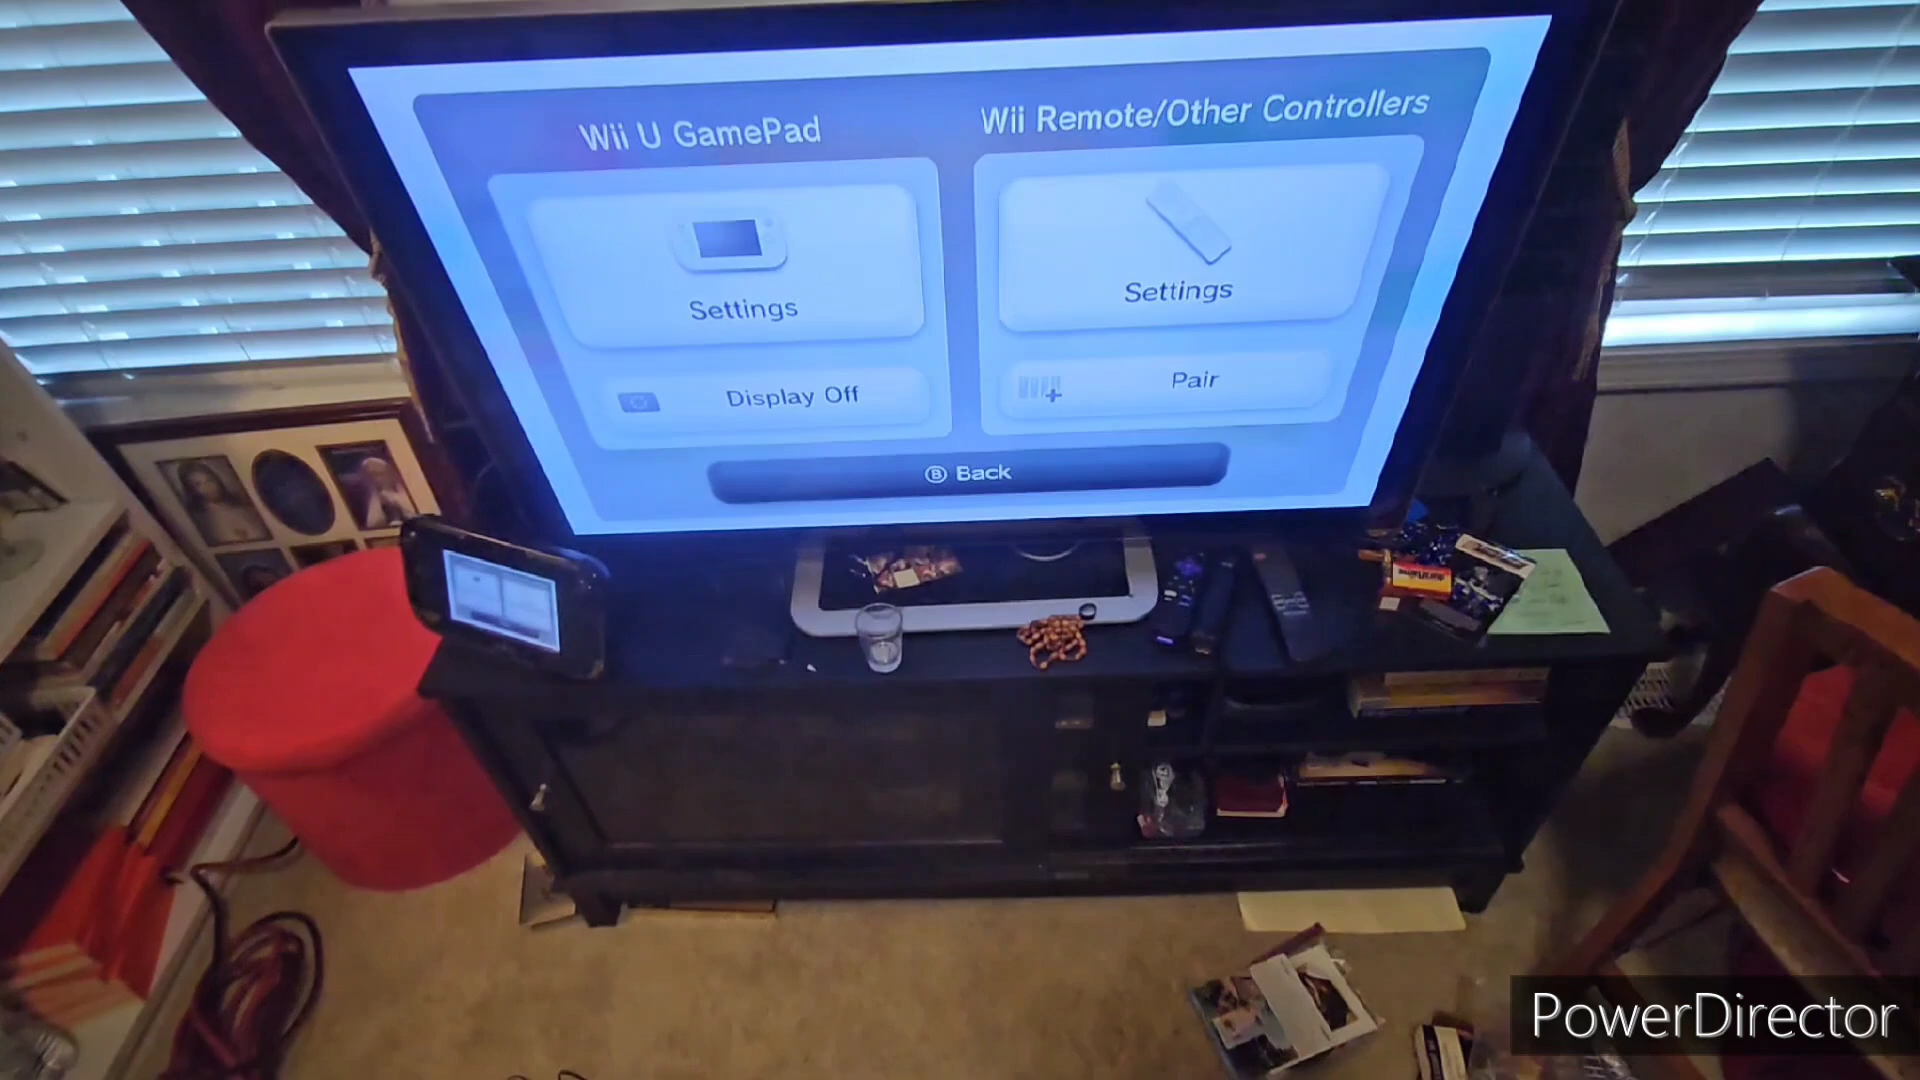 Wii U GamePad
Wii Remote/Other Controllers
Settings
Settings
Display Off
Pair
B Back
PowerDirector